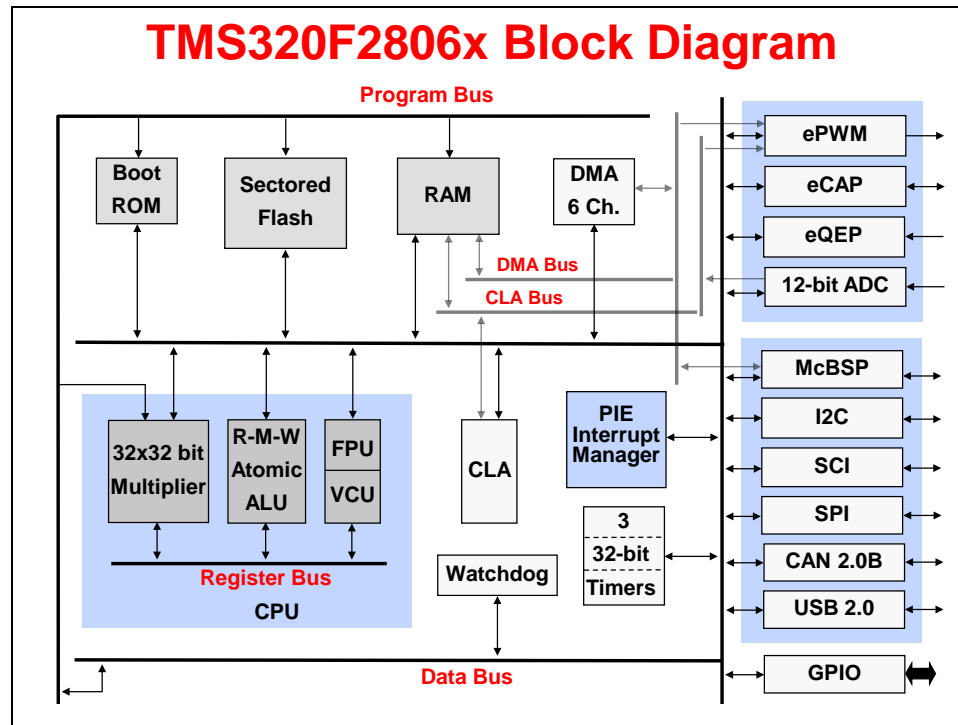 TMS320F2806x Block Diagram
Program Bus
Boot
ROM
Sectored
Flash
RAM
DMA
6 Ch.
DMA Bus
CLA Bus
ePWM
eCAP
eQEP
12-bit ADC
32x32 bit
Multiplier
R-M-W
Atomic
ALU
FPU
VCU
Register Bus
CPU
CLA
PIE
Interrupt
Manager
3
32-bit
Timers
Watchdog
McBSP
I2C
SCI
SPI
CAN 2.0B
USB 2.0
GPIO
Data Bus